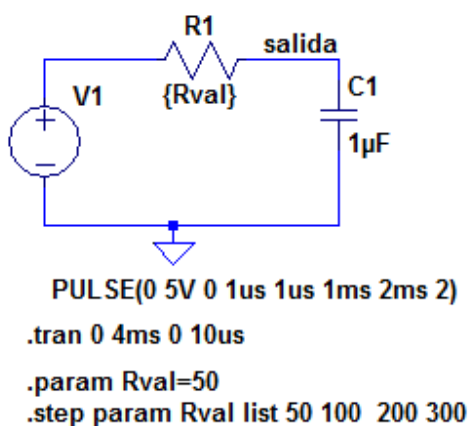 R1
salida
V1
{Rval}
C1
1µF
PULSE(0 5V 0 1us 1us 1ms 2ms 2)
.tran 0 4ms 0 10us
.param Rval=50
.step param Rval list 50 100  200 300